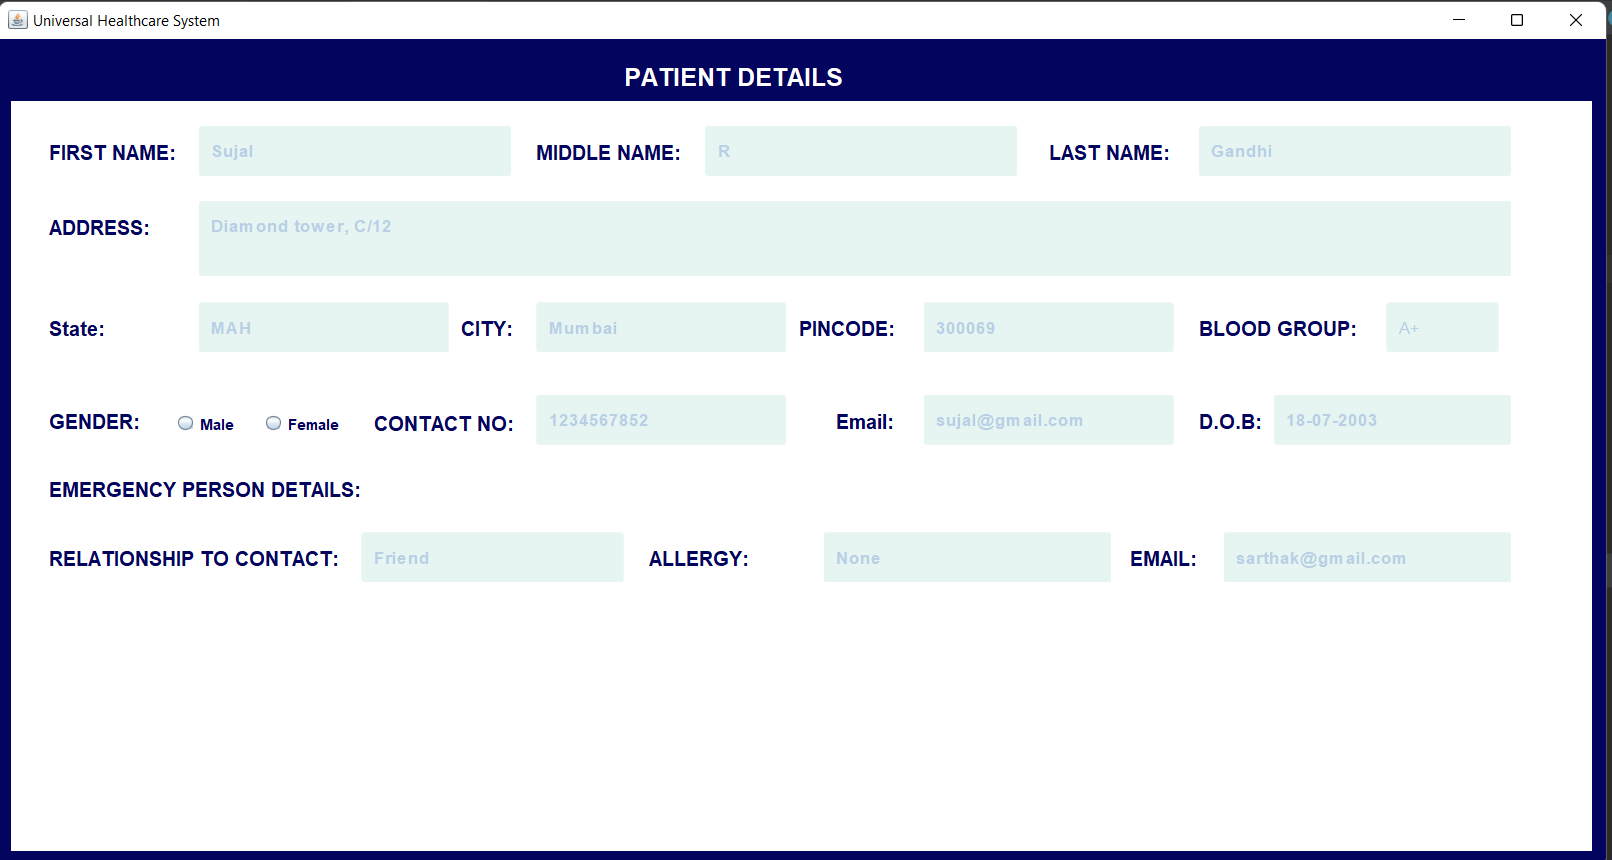 Universal Healthcare System
PATIENT DETAILS
FIRST NAME: Sujal MIDDLE NAME: R LAST NAME: Gandhi
ADDRESS: Diamond tower, C/12
State: MAH CITY: Mumbai PINCODE: 300069 BLOOD GROUP: A+
GENDER: Male Female CONTACT NO: 1234567852 Email: sujal@gmail.com D.O.B: 18-07-2003
EMERGENCY PERSON DETAILS:
RELATIONSHIP TO CONTACT: Friend ALLERGY: None EMAIL: sarthak@gmail.com